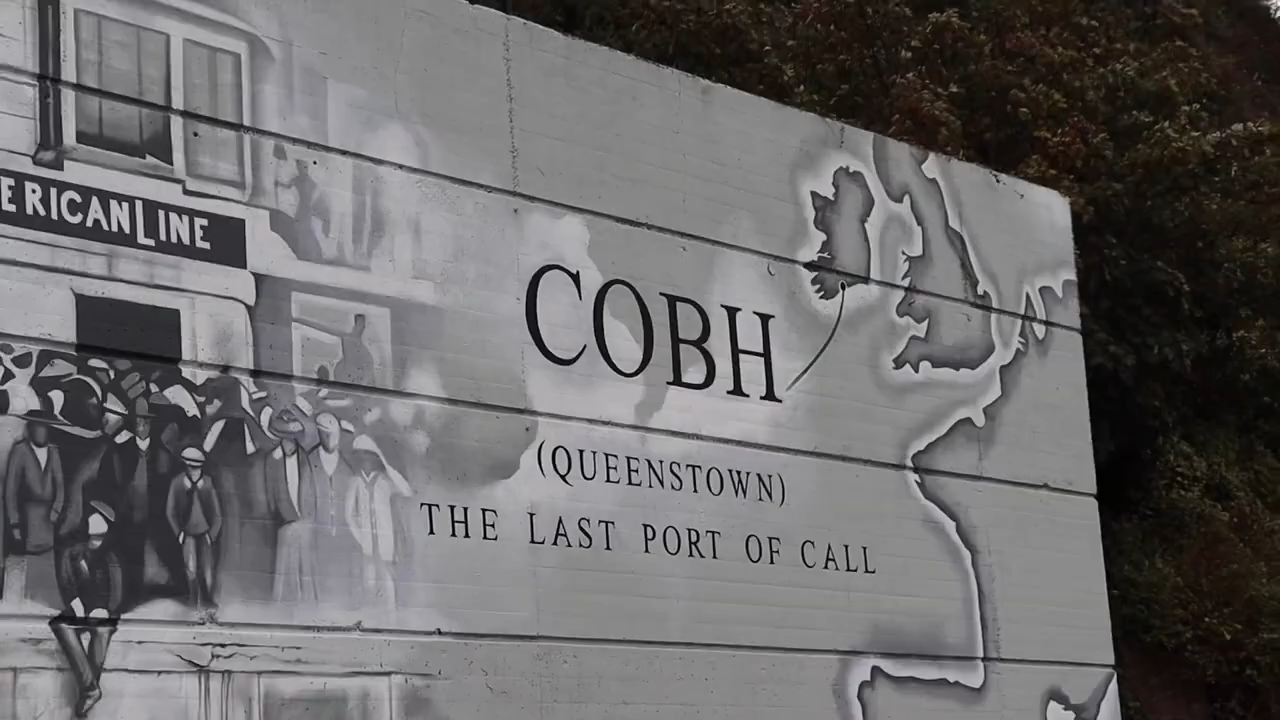 ERICAN LINE
COBH
(QUEENSTOWN)
THE LAST PORT OF CALL